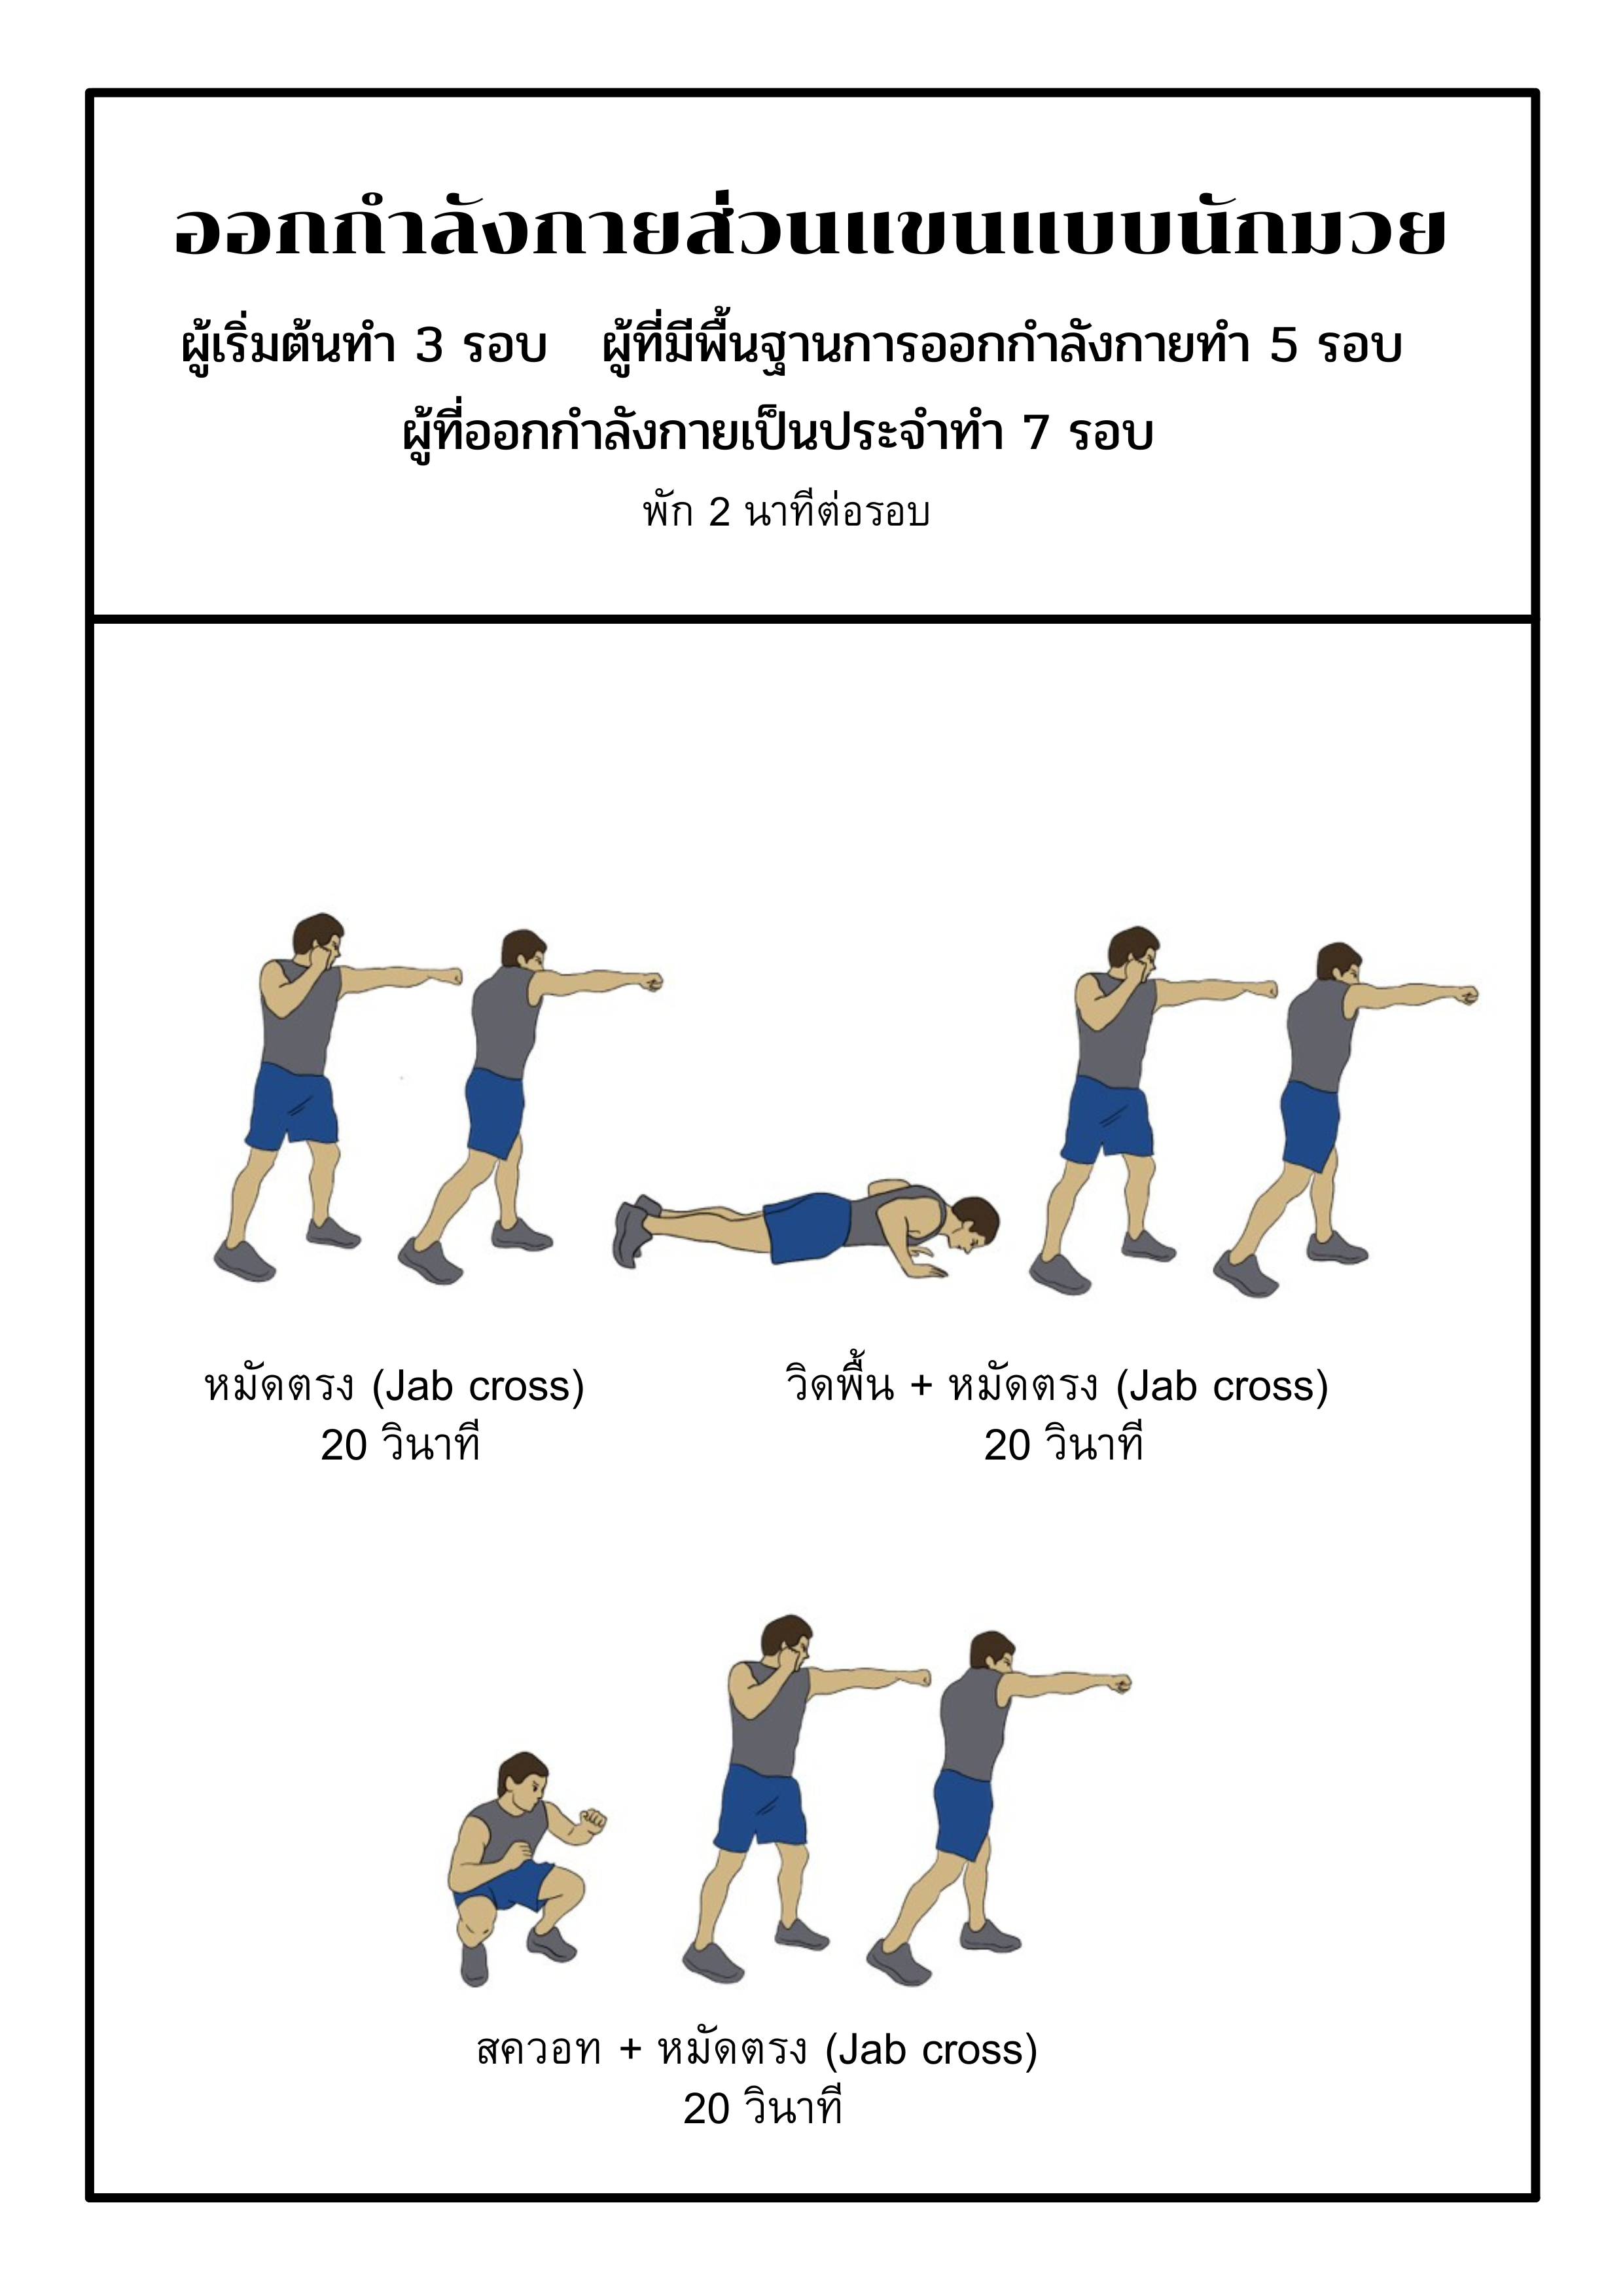 ออกกำลังกายส่วนแขนแบบนักมวย
ผู้เริ่มต้นทำ 3 รอบ ผู้ที่มีพื้นฐานการออกกำลังกายทำ 5 รอบ
ผู้ที่ออกกำลังกายเป็นประจำทำ 7 รอบ
พัก 2 นาทีต่อรอบ
หมัดตรง (Jab cross)
20 วินาที
วิดพื้น + หมัดตรง (Jab cross)
20 วินาที
สควอท + หมัดตรง (Jab cross)
20 วินาที